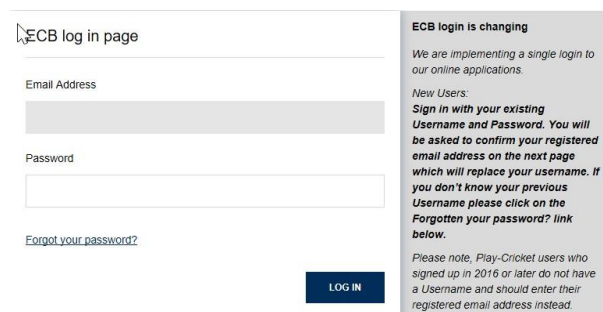 ECB log in page
Email Address
Password
Forgot your password?
LOG IN
ECB login is changing
We are implementing a single login to
our online applications.
New Users:
Sign in with your existing
Username and Password. You will
be asked to confirm your registered
email address on the next page
which will replace your username. If
you don't know your previous
Username please click on the
Forgotten your password? link
below.
Please note, Play-Cricket users who
signed up in 2016 or later do not have
a Username and should enter their
registered email address instead.